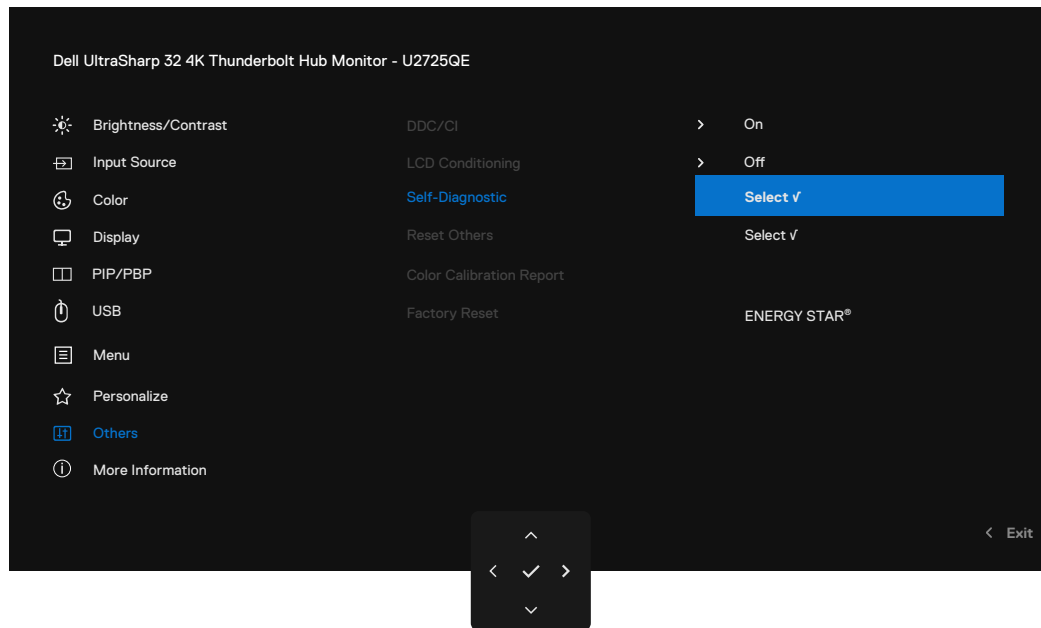 Dell UltraSharp 32 4K Thunderbolt Hub Monitor - U2725QE
Brightness/Contrast DDC/CI > On
Input Source LCD Conditioning > Off
Color Self-Diagnostic Select √
Display Reset Others Select √
PIP/PBP Color Calibration Report
USB Factory Reset ENERGY STAR®
Menu
Personalize
Others
More Information
< Exit